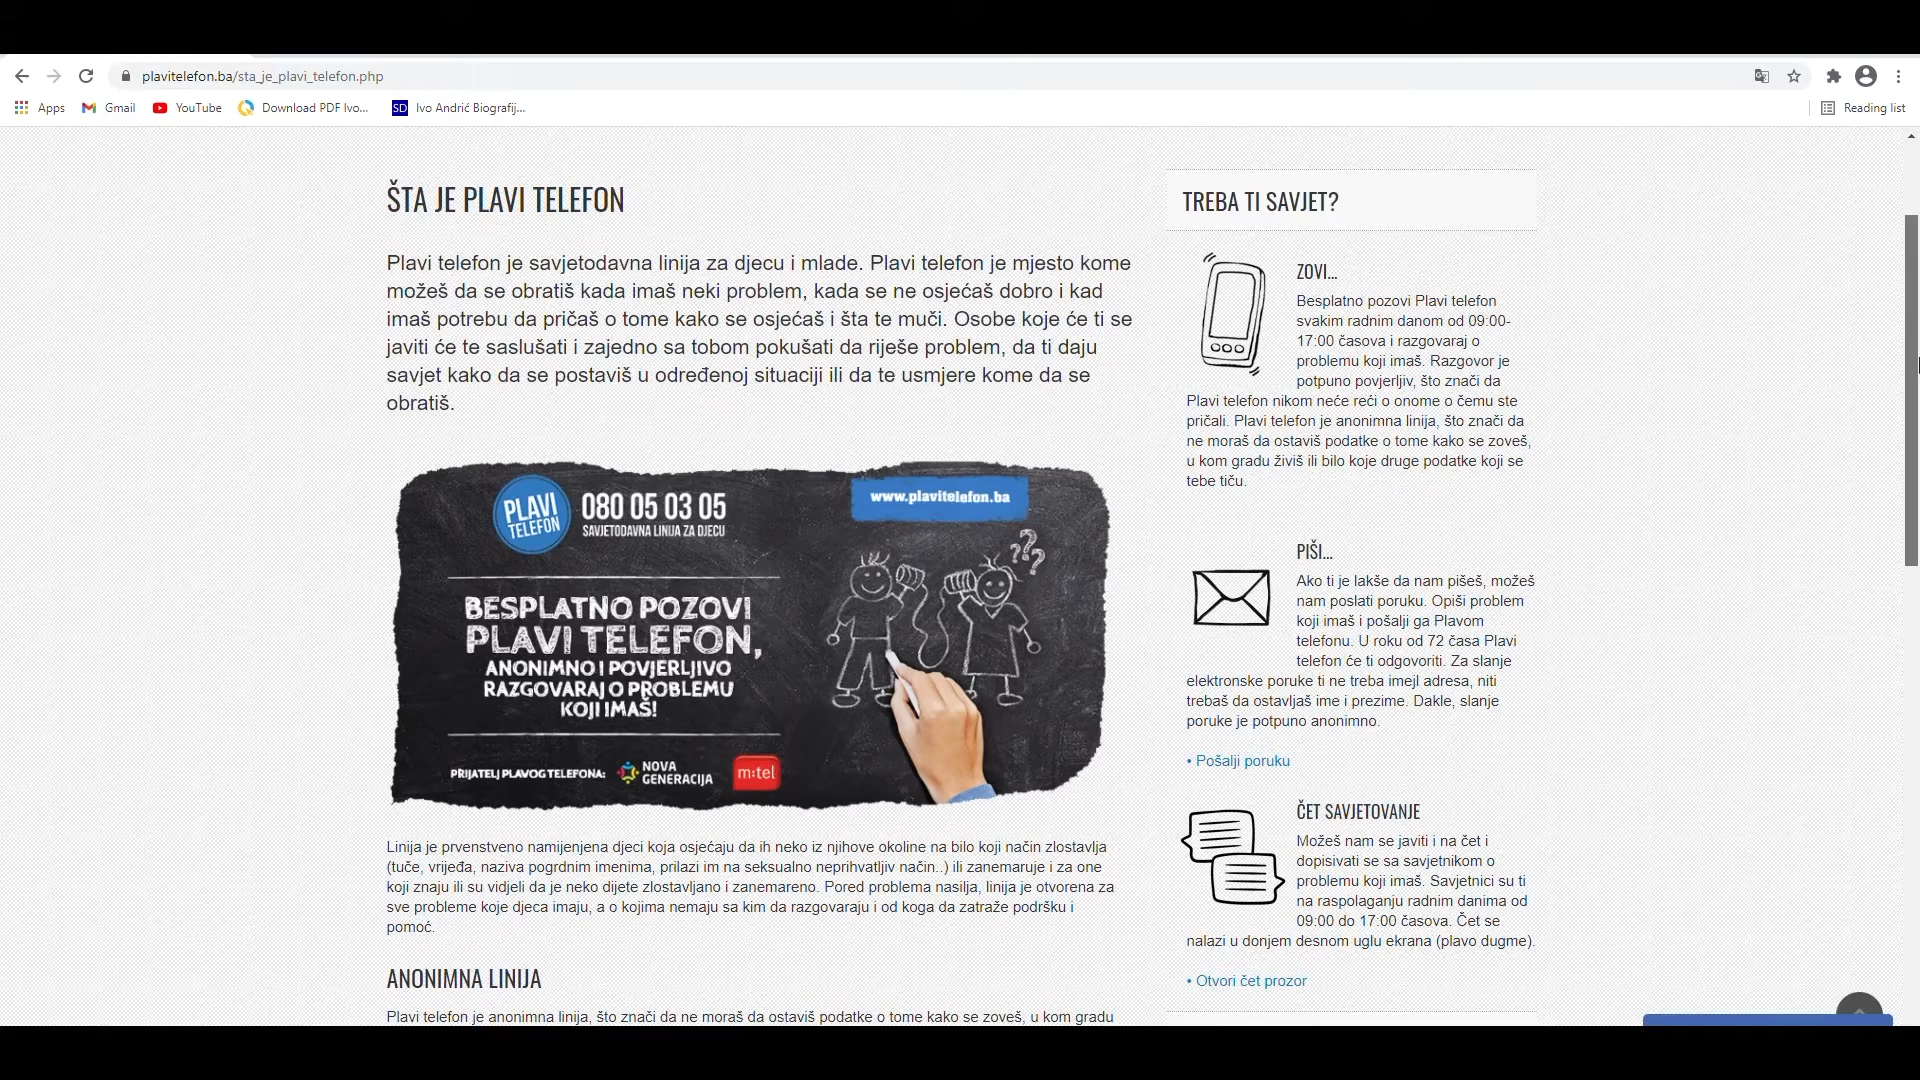 plavitelefon.ba/sta_je_plavi_telefon.php
Apps
Gmail
YouTube
Download PDF Ivo...
SD
Ivo Andrić Biografij...
Reading list
ŠTA JE PLAVI TELEFON
Plavi telefon je savjetodavna linija za djecu i mlade. Plavi telefon je mjesto kome
možeš da se obratiš kada imaš neki problem, kada se ne osjećaš dobro i kad
imaš potrebu da pričaš o tome kako se osjećaš i šta te muči. Osobe koje će ti se
javiti će te saslušati i zajedno sa tobom pokušati da riješe problem, da ti daju
savjet kako da se postaviš u određenoj situaciji ili da te usmjere kome da se
obratiš.
PLAVI
TELEFON
080 05 03 05
SAVJETODAVNA LINIJA ZA DJECU
www.plavitelefon.ba
???
BESPLATNO POZOVI
PLAVI TELEFON,
ANONIMNO I POVJERLJIVO
RAZGOVARAJ O PROBLEMU
KOJI IMAŠ!
PRIJATELJ PLAVOG TELEFONA:
NOVA
GENERACIJA
m:tel
Linija je prvenstveno namijenjena djeci koja osjećaju da ih neko iz njihove okoline na bilo koji način zlostavlja
(tuče, vrijeđa, naziva pogrdnim imenima, prilazi im na seksualno neprihvatljiv način..) ili zanemaruje i za one
koji znaju ili su vidjeli da je neko dijete zlostavljano i zanemareno. Pored problema nasilja, linija je otvorena za
sve probleme koje djeca imaju, a o kojima nemaju sa kim da razgovaraju i od koga da zatraže podršku i
pomoć.
ANONIMNA LINIJA
Plavi telefon je anonimna linija, što znači da ne moraš da ostaviš podatke o tome kako se zoveš, u kom gradu
TREBA TI SAVJET?
ZOVI...
Besplatno pozovi Plavi telefon
svakim radnim danom od 09:00-
17:00 časova i razgovaraj o
problemu koji imaš. Razgovor je
potpuno povjerljiv, što znači da
Plavi telefon nikom neće reći o onome o čemu ste
pričali. Plavi telefon je anonimna linija, što znači da
ne moraš da ostaviš podatke o tome kako se zoveš,
u kom gradu živiš ili bilo koje druge podatke koji se
tebe tiču.
PIŠI...
Ako ti je lakše da nam pišeš, možeš
nam poslati poruku. Opiši problem
koji imaš i pošalji ga Plavom
telefonu. U roku od 72 časa Plavi
telefon će ti odgovoriti. Za slanje
elektronske poruke ti ne treba imejl adresa, niti
trebaš da ostavljaš ime i prezime. Dakle, slanje
poruke je potpuno anonimno.
• Pošalji poruku
ČET SAVJETOVANJE
Možeš nam se javiti i na čet i
dopisivati se sa savjetnikom o
problemu koji imaš. Savjetnici su ti
na raspolaganju radnim danima od
09:00 do 17:00 časova. Čet se
nalazi u donjem desnom uglu ekrana (plavo dugme).
• Otvori čet prozor